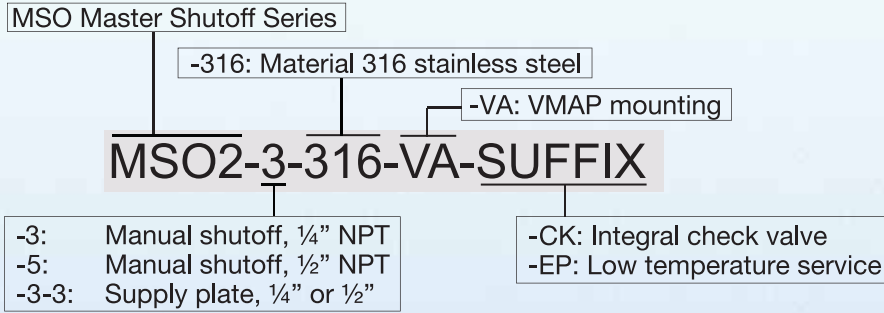 MSO Master Shutoff Series
-316: Material 316 stainless steel
-VA: VMAP mounting
MSO2-3-316-VA-SUFFIX
-3: Manual shutoff, ¼” NPT
-5: Manual shutoff, ½” NPT
-3-3: Supply plate, ¼” or ½”
-CK: Integral check valve
-EP: Low temperature service